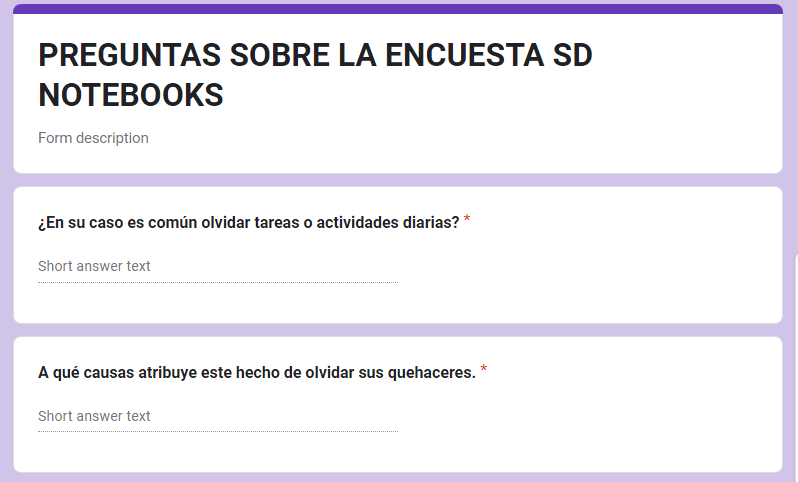 PREGUNTAS SOBRE LA ENCUESTA SD
NOTEBOOKS
Form description
¿En su caso es común olvidar tareas o actividades diarias? *
Short answer text
A qué causas atribuye este hecho de olvidar sus quehaceres. *
Short answer text